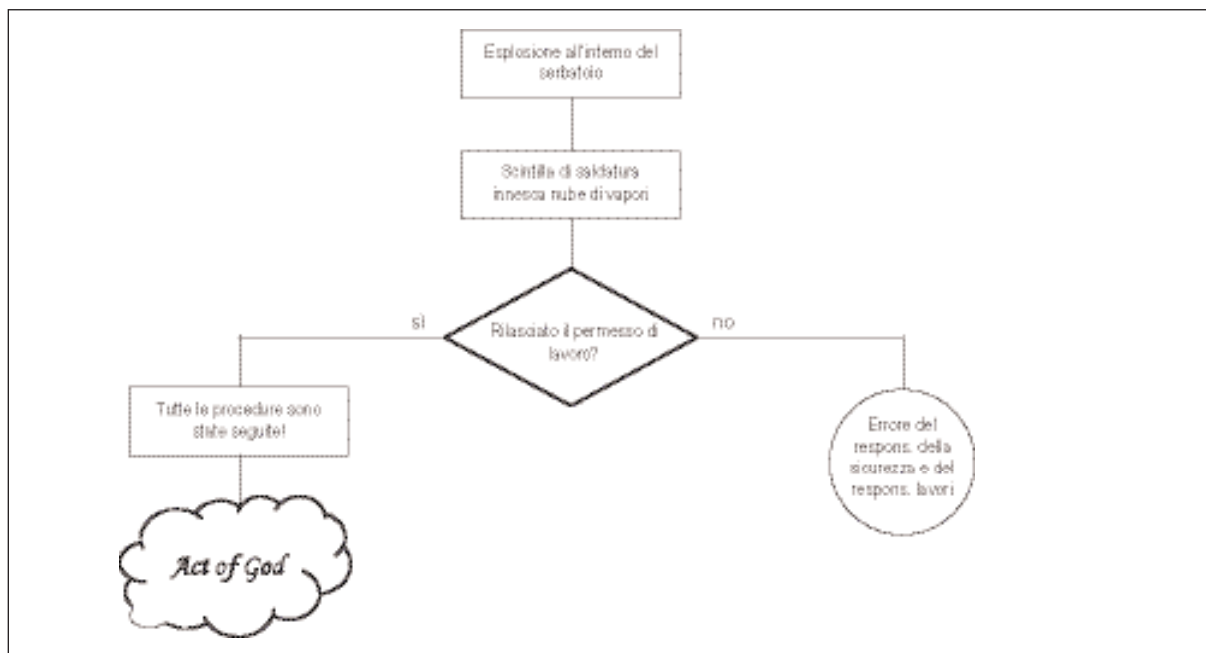 Esplosione all'interno del
serbatoio
Scintilla di saldatura
innesca nube di vapori
sì
Rilasciato il permesso di
lavoro?
no
Tutte le procedure sono
state seguite!
Errore del
respons. della
sicurezza e del
respons. lavori
Act of God